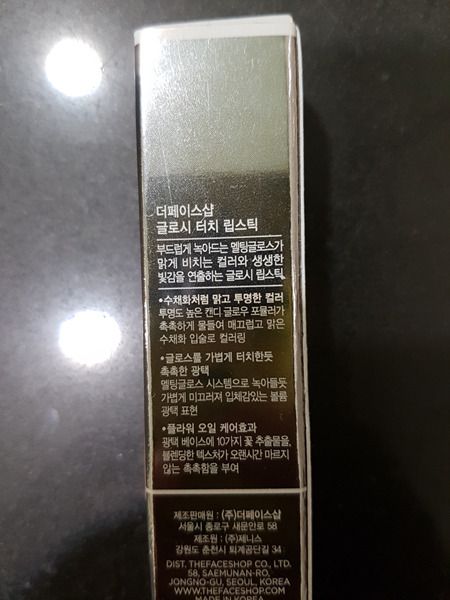 더페이스샵
글로시 터치 립스틱
부드럽게 녹아드는 멜팅글로스가
맑게 비치는 컬러와 생생한
빛감을 연출하는 글로시 립스틱
•수채화처럼 맑고 투명한 컬러
투명도 높은 캔디 글로우 포뮬러가
촉촉하게 물들여 매끄럽고 맑은
수채화 입술로 컬러링
•글로스를 가볍게 터치한듯
촉촉한 광택
멜팅글로스 시스템으로 녹아들듯
가볍게 미끄러져 입체감있는 볼륨
광택 표현
•플라워 오일 케어효과
광택 베이스에 10가지 꽃 추출물을
블렌딩한 텍스처가 오랜시간 마르지
않는 촉촉함을 부여
제조판매원 : (주)더페이스샵
서울시 종로구 새문안로 58
제조원 : (주)제니스
강원도 춘천시 퇴계공단길 34
DIST. THEFACESHOP CO., LTD.
58, SAEMUNAN-RO,
JONGNO-GU, SEOUL, KOREA
WWW.THEFACESHOP.COM
MADE IN KOREA